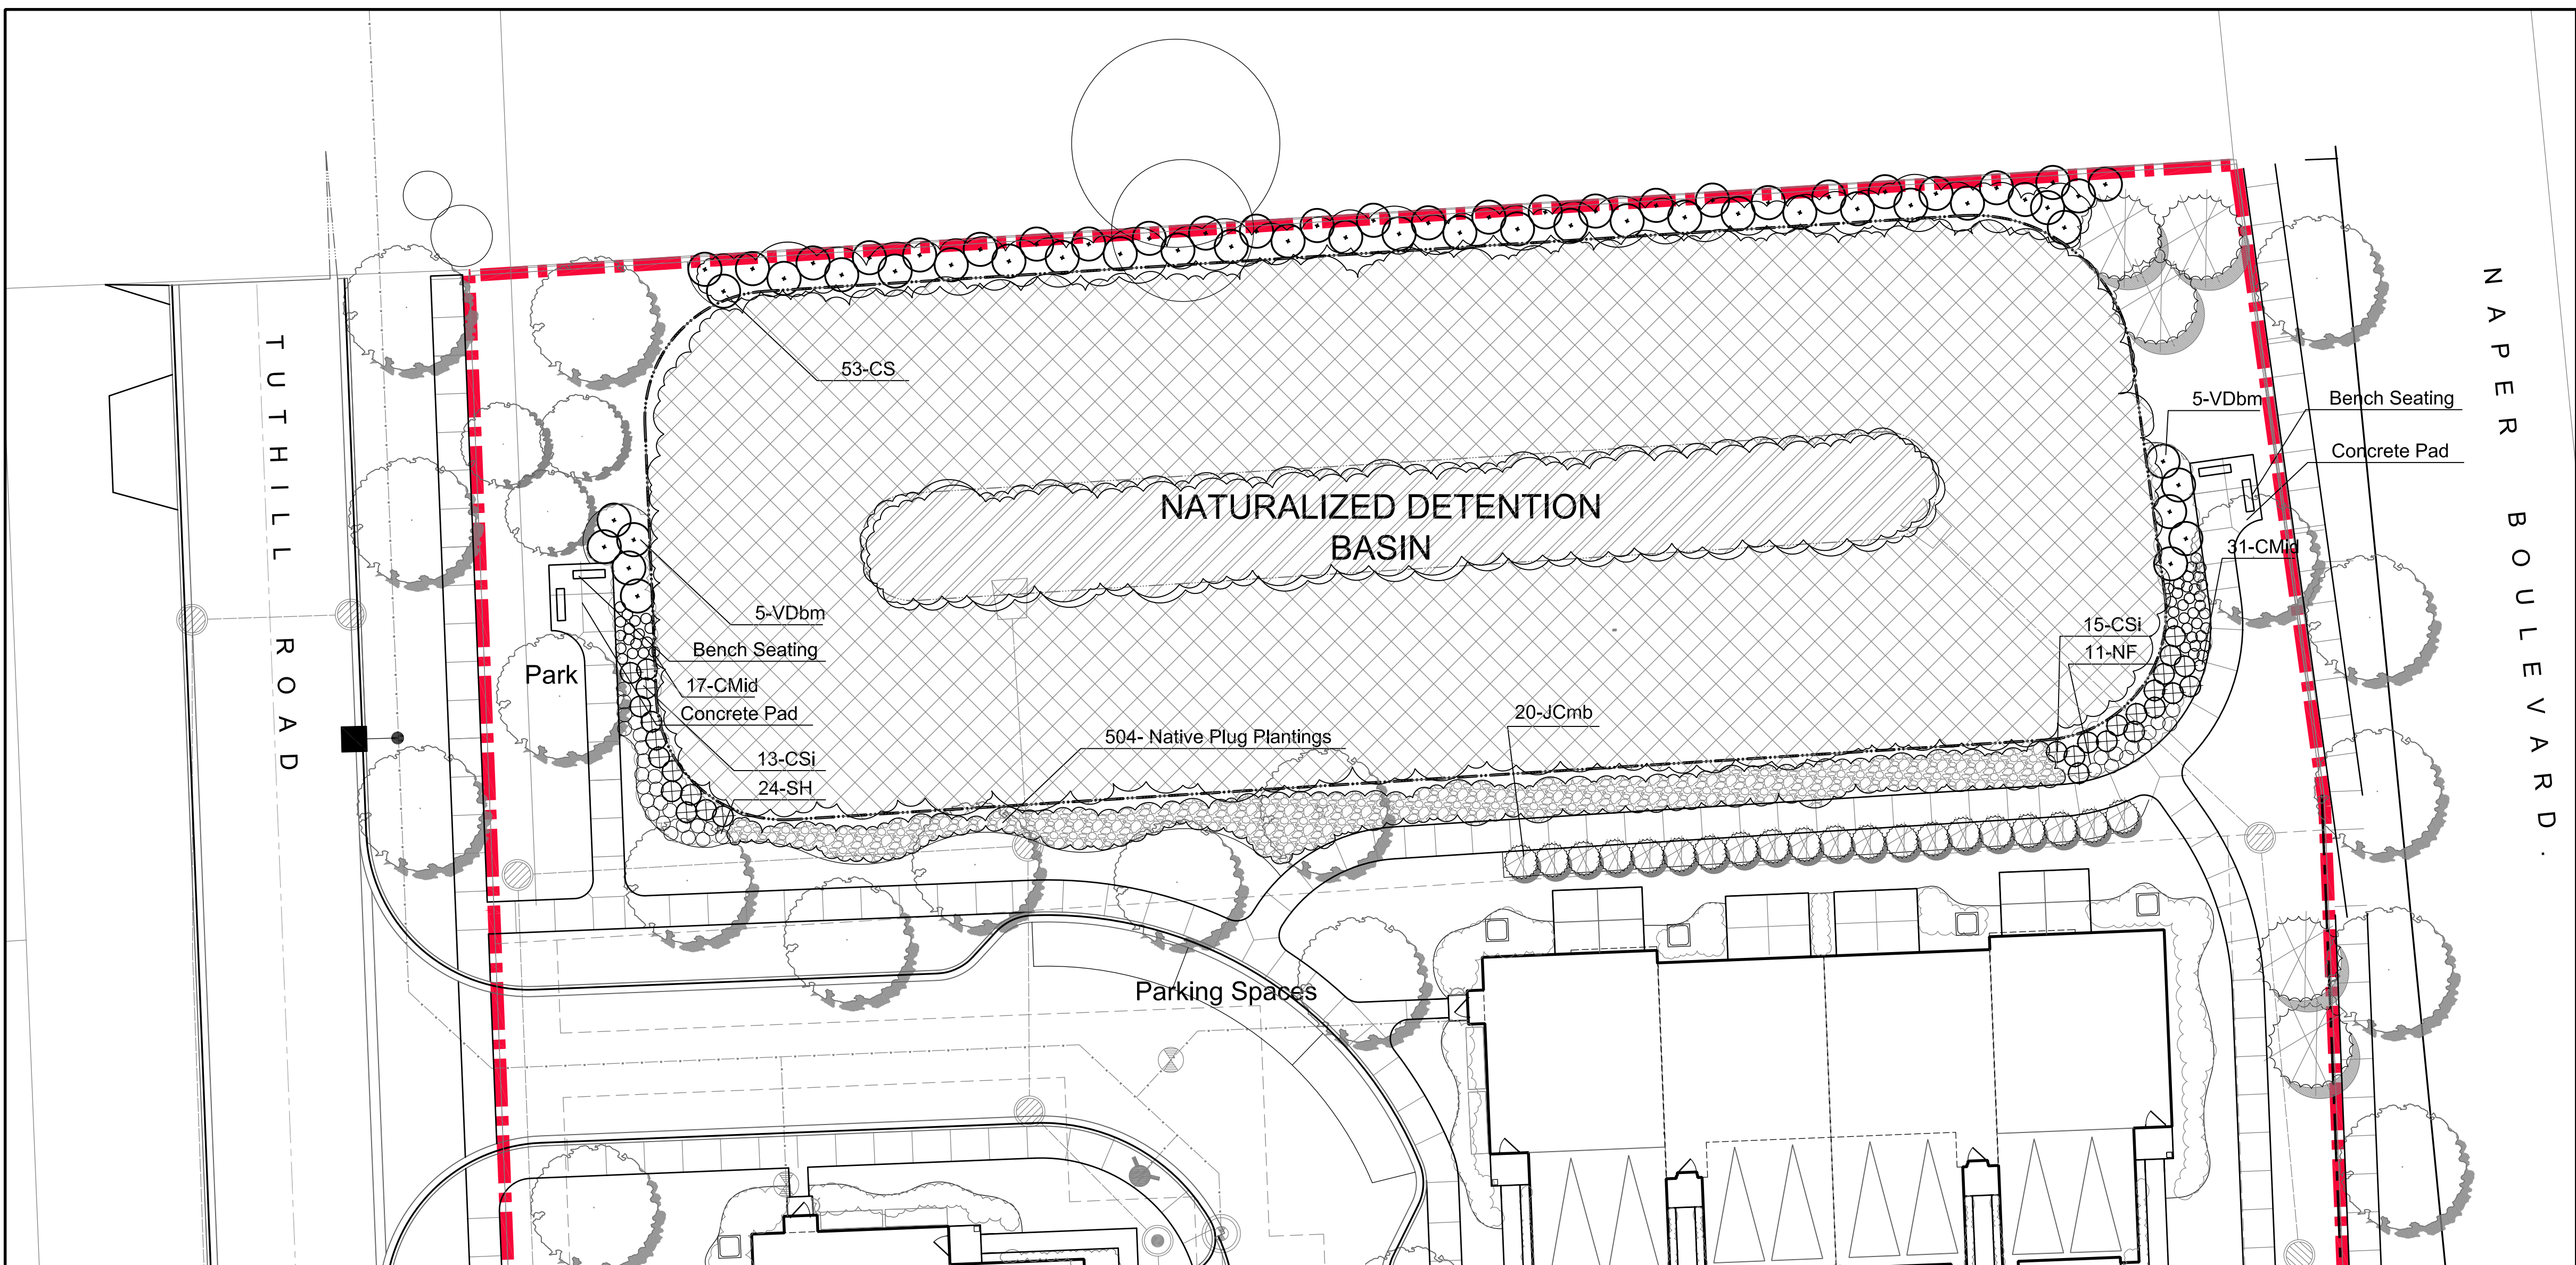 TUTHILL ROAD
NAPER BOULEVARD.
53-CS
5-VDbm
Bench Seating
Concrete Pad
NATURALIZED DETENTION
BASIN
31-CMid
5-VDbm
Bench Seating
17-CMid
Concrete Pad
13-CSi
24-SH
Park
504- Native Plug Plantings
20-JCmb
15-CSi
11-NF
Parking Spaces